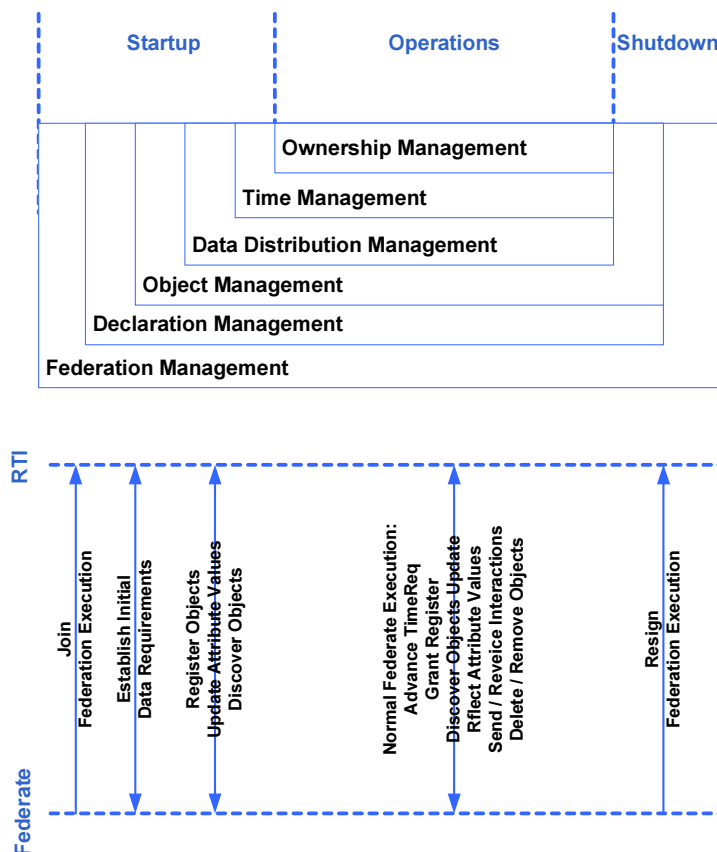 Startup
Operations
Shutdown
Ownership Management
Time Management
Data Distribution Management
Object Management
Declaration Management
Federation Management
RTI
Join
Federation Execution
Establish Initial
Data Requirements
Register Objects
Update Attribute Values
Discover Objects
Normal Federate Execution:
Advance TimeReq
Grant Register
Discover Objects Update
Rflect Attribute Values
Send / Reveice Interactions
Delete / Remove Objects
Resign
Federation Execution
Federate